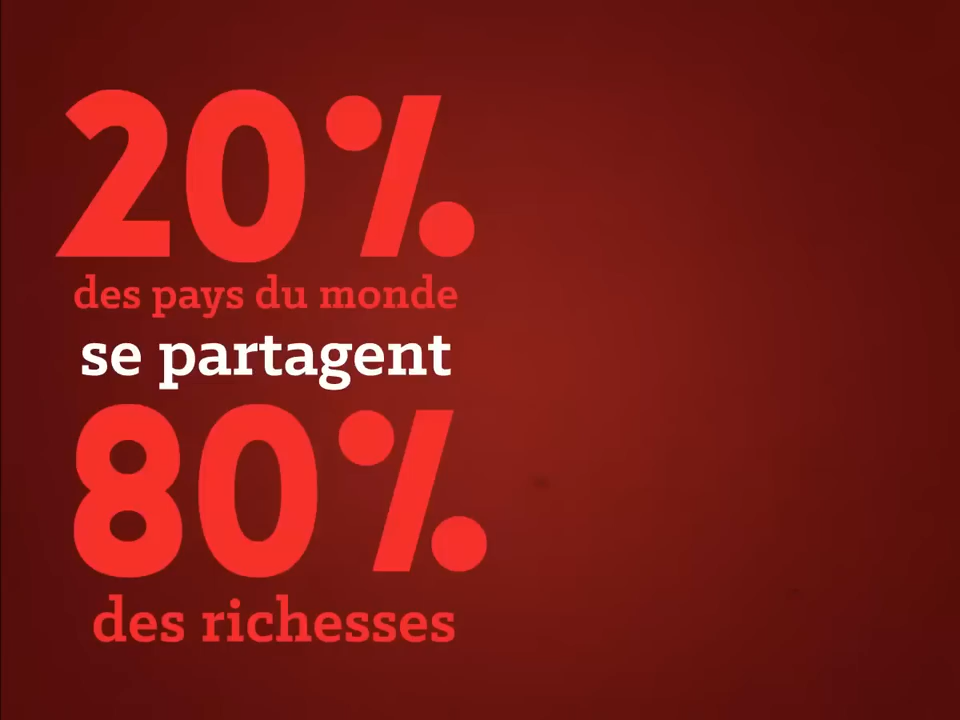 20%
des pays du monde
se partagent
80%
des richesses